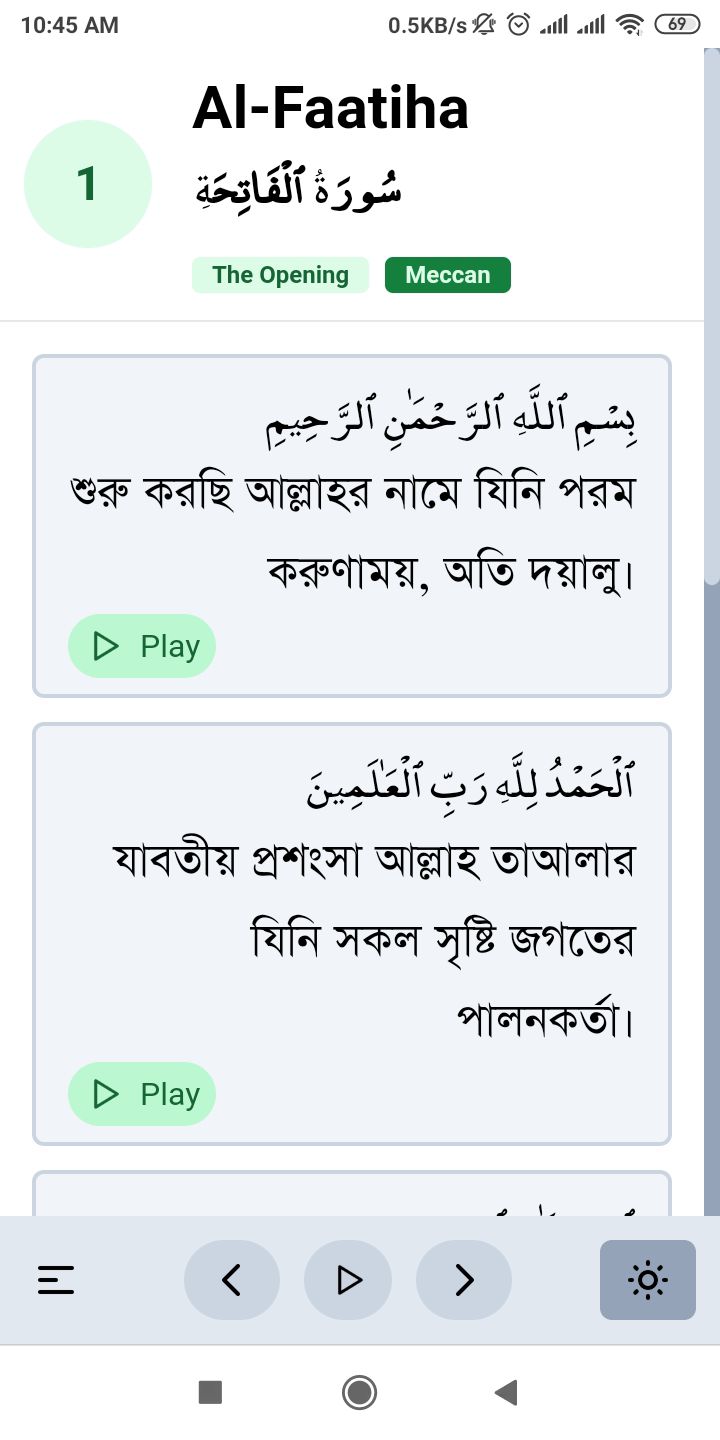 10:45 AM
0.5KB/s
69
Al-Faatiha
1
سُورَةُ ٱلْفَاتِحَةِ
The Opening
Meccan
بِسْمِ ٱللَّهِ ٱلرَّحْمَٰنِ ٱلرَّحِيمِ
শুরু করছি আল্লাহর নামে যিনি পরম
করুণাময়, অতি দয়ালু।
Play
ٱلْحَمْدُ لِلَّهِ رَبِّ ٱلْعَٰلَمِينَ
যাবতীয় প্রশংসা আল্লাহ তাআলার
যিনি সকল সৃষ্টি জগতের
পালনকর্তা।
Play